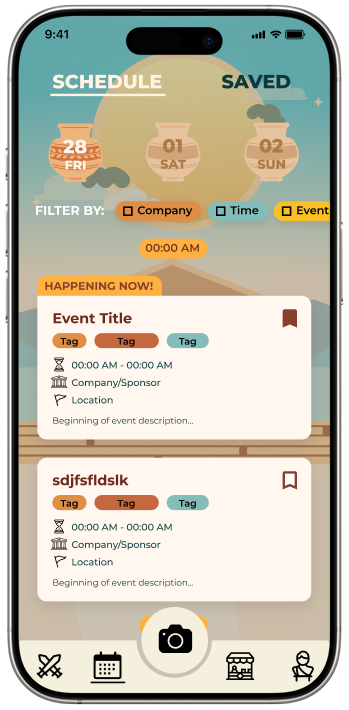 9:41
SCHEDULE SAVED
28 01 02
FRI SAT SUN
FILTER BY: Company Time Event
00:00 AM
HAPPENING NOW!
Event Title
Tag Tag Tag
00:00 AM - 00:00 AM
Company/Sponsor
Location
Beginning of event description...
sdjfsfldslk
Tag Tag Tag
00:00 AM - 00:00 AM
Company/Sponsor
Location
Beginning of event description...